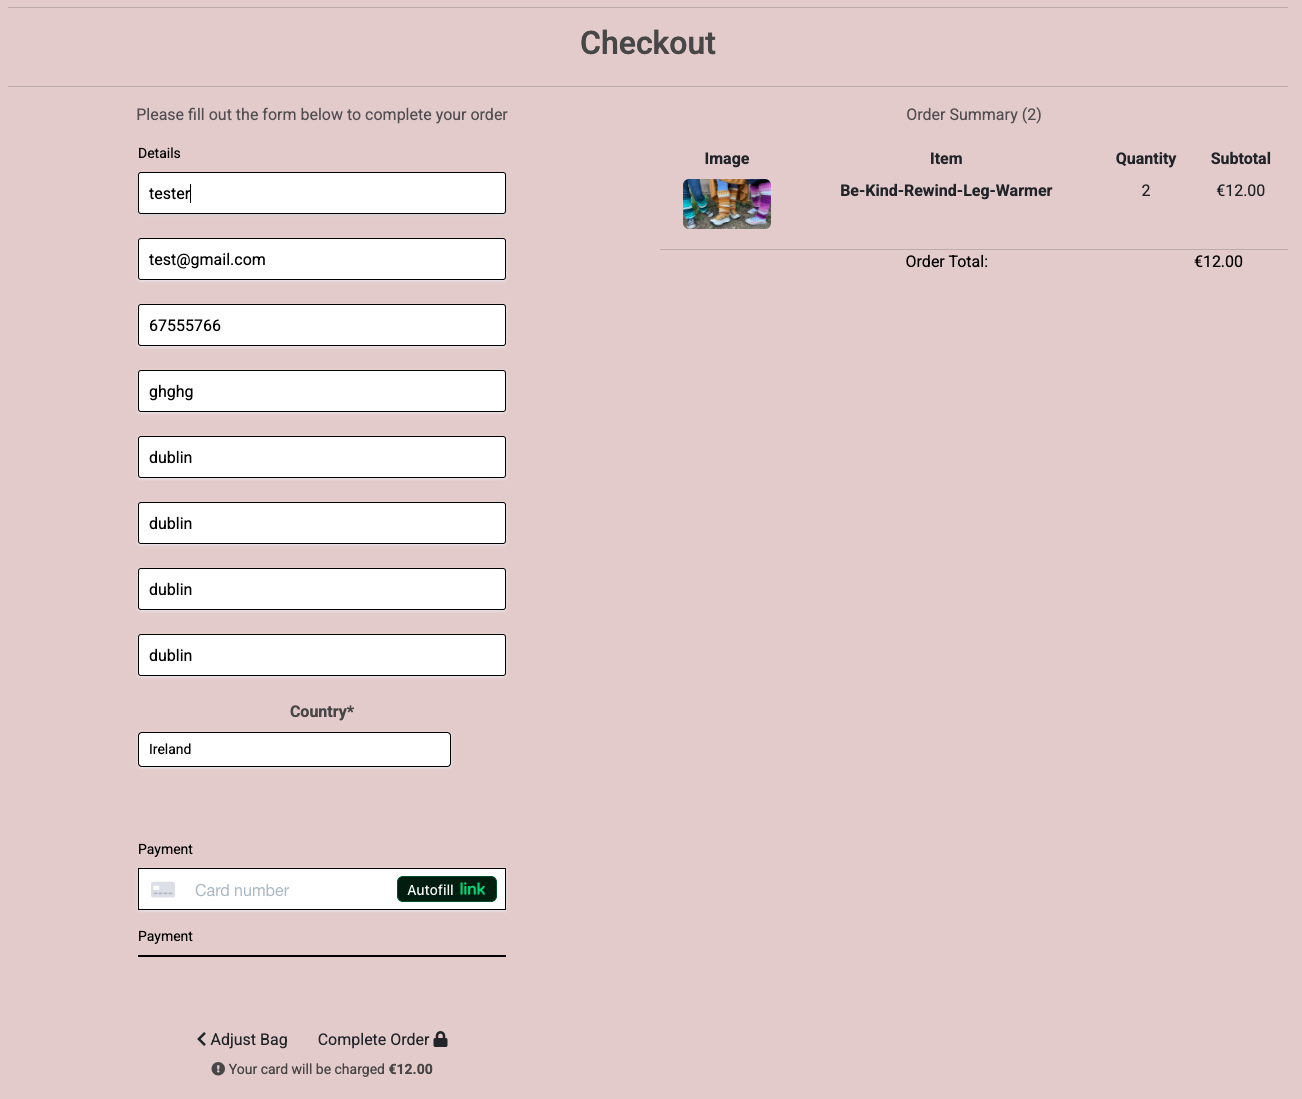 Checkout
Please fill out the form below to complete your order
Details
tester
test@gmail.com
67555766
ghghg
dublin
dublin
dublin
dublin
Country*
Ireland
Payment
Card number Autofill link
Payment
Adjust Bag Complete Order
Your card will be charged €12.00
Order Summary (2)
Image Item Quantity Subtotal
Be-Kind-Rewind-Leg-Warmer 2 €12.00
Order Total: €12.00